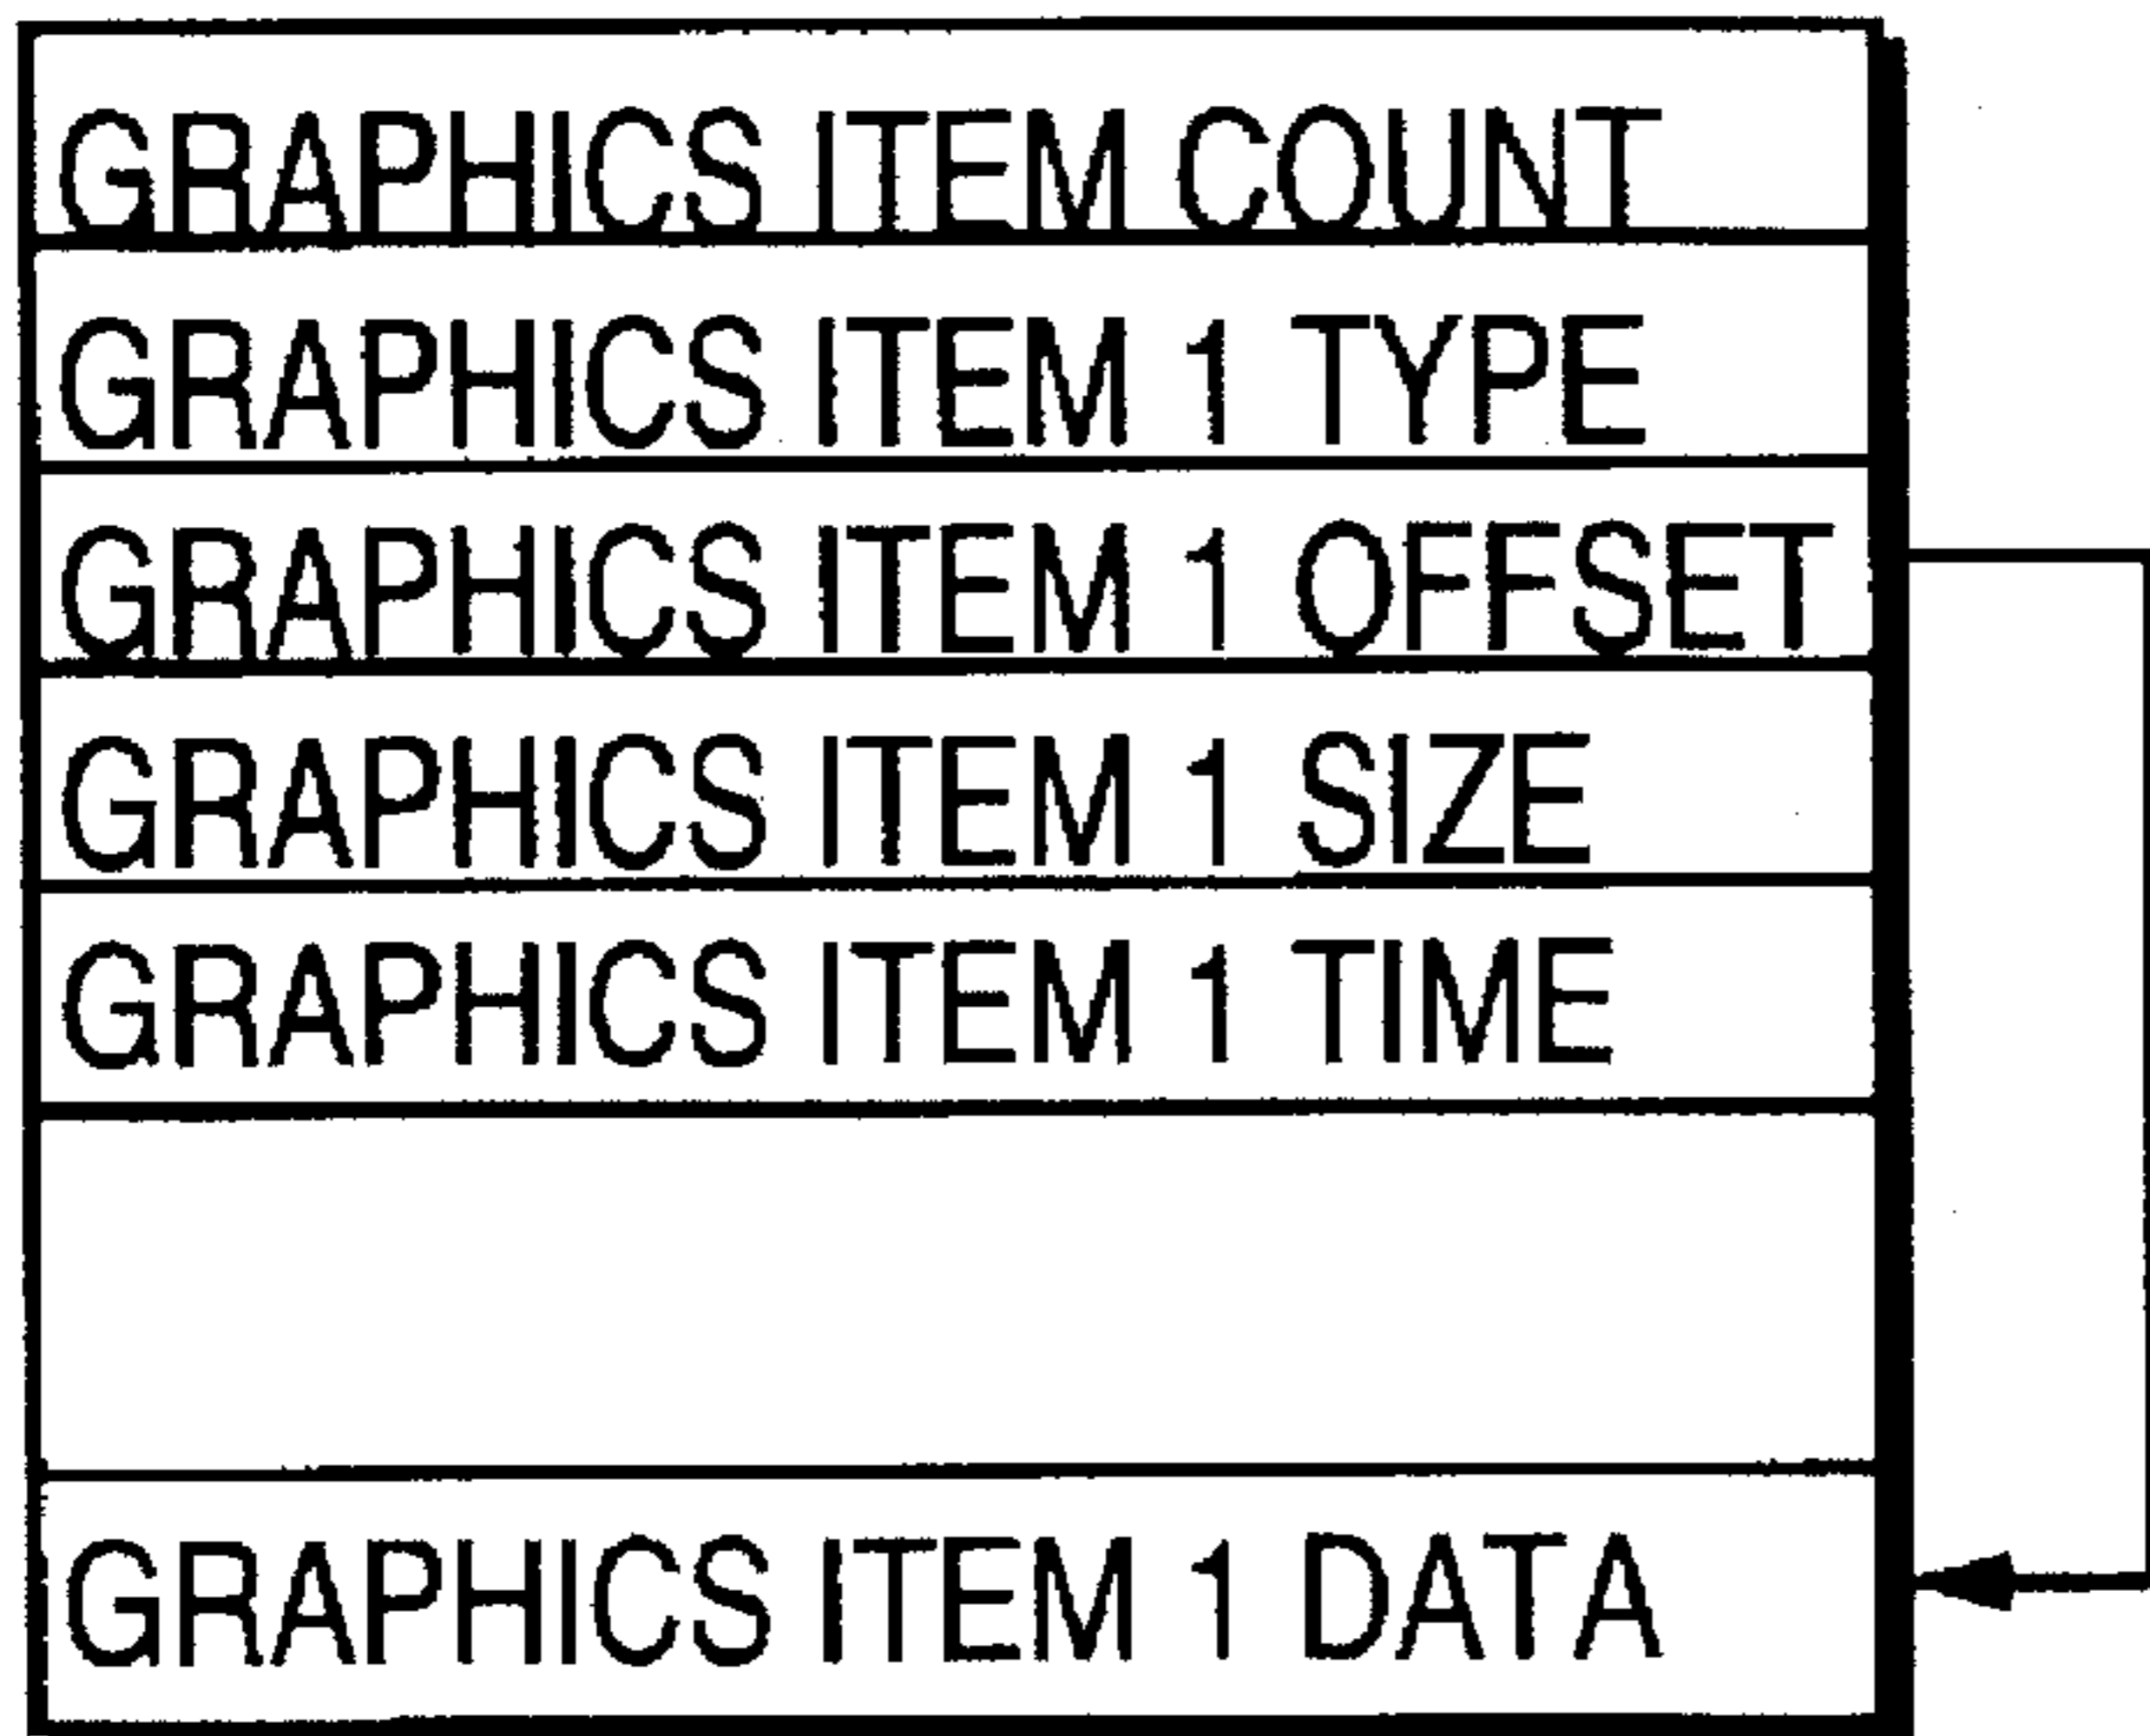 GRAPHICS ITEM COUNT
GRAPHICS ITEM 1 TYPE
GRAPHICS ITEM 1 OFFSET
GRAPHICS ITEM 1 SIZE
GRAPHICS ITEM 1 TIME
GRAPHICS ITEM 1 DATA